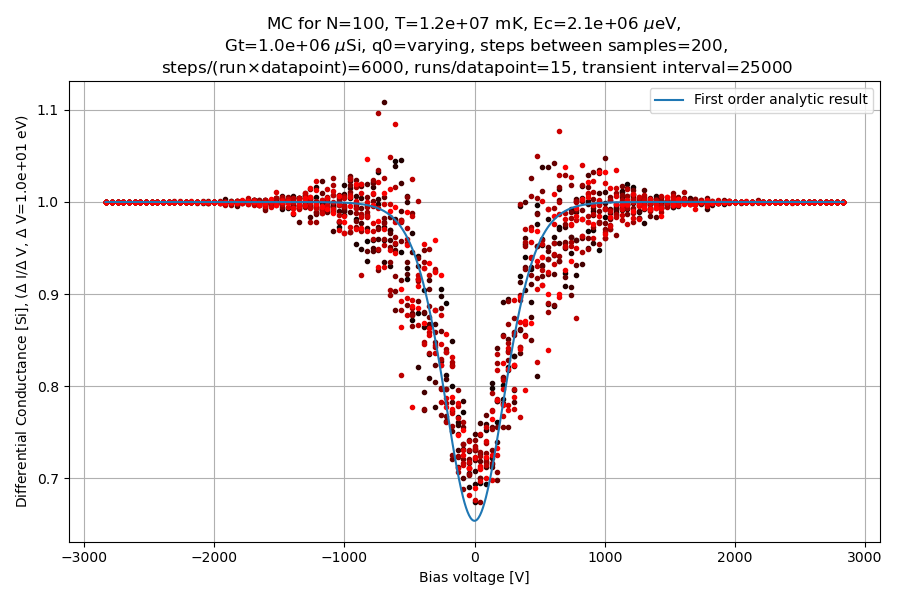 MC for N=100, T=1.2e+07 mK, Ec=2.1e+06 μeV,
Gt=1.0e+06 μSi, q0=varying, steps between samples=200,
steps/(run×datapoint)=6000, runs/datapoint=15, transient interval=25000
First order analytic result
Differential Conductance [Si], (Δ I/Δ V, Δ V=1.0e+01 eV)
1.1
1.0
0.9
0.8
0.7
−3000 −2000 −1000 0 1000 2000 3000
Bias voltage [V]